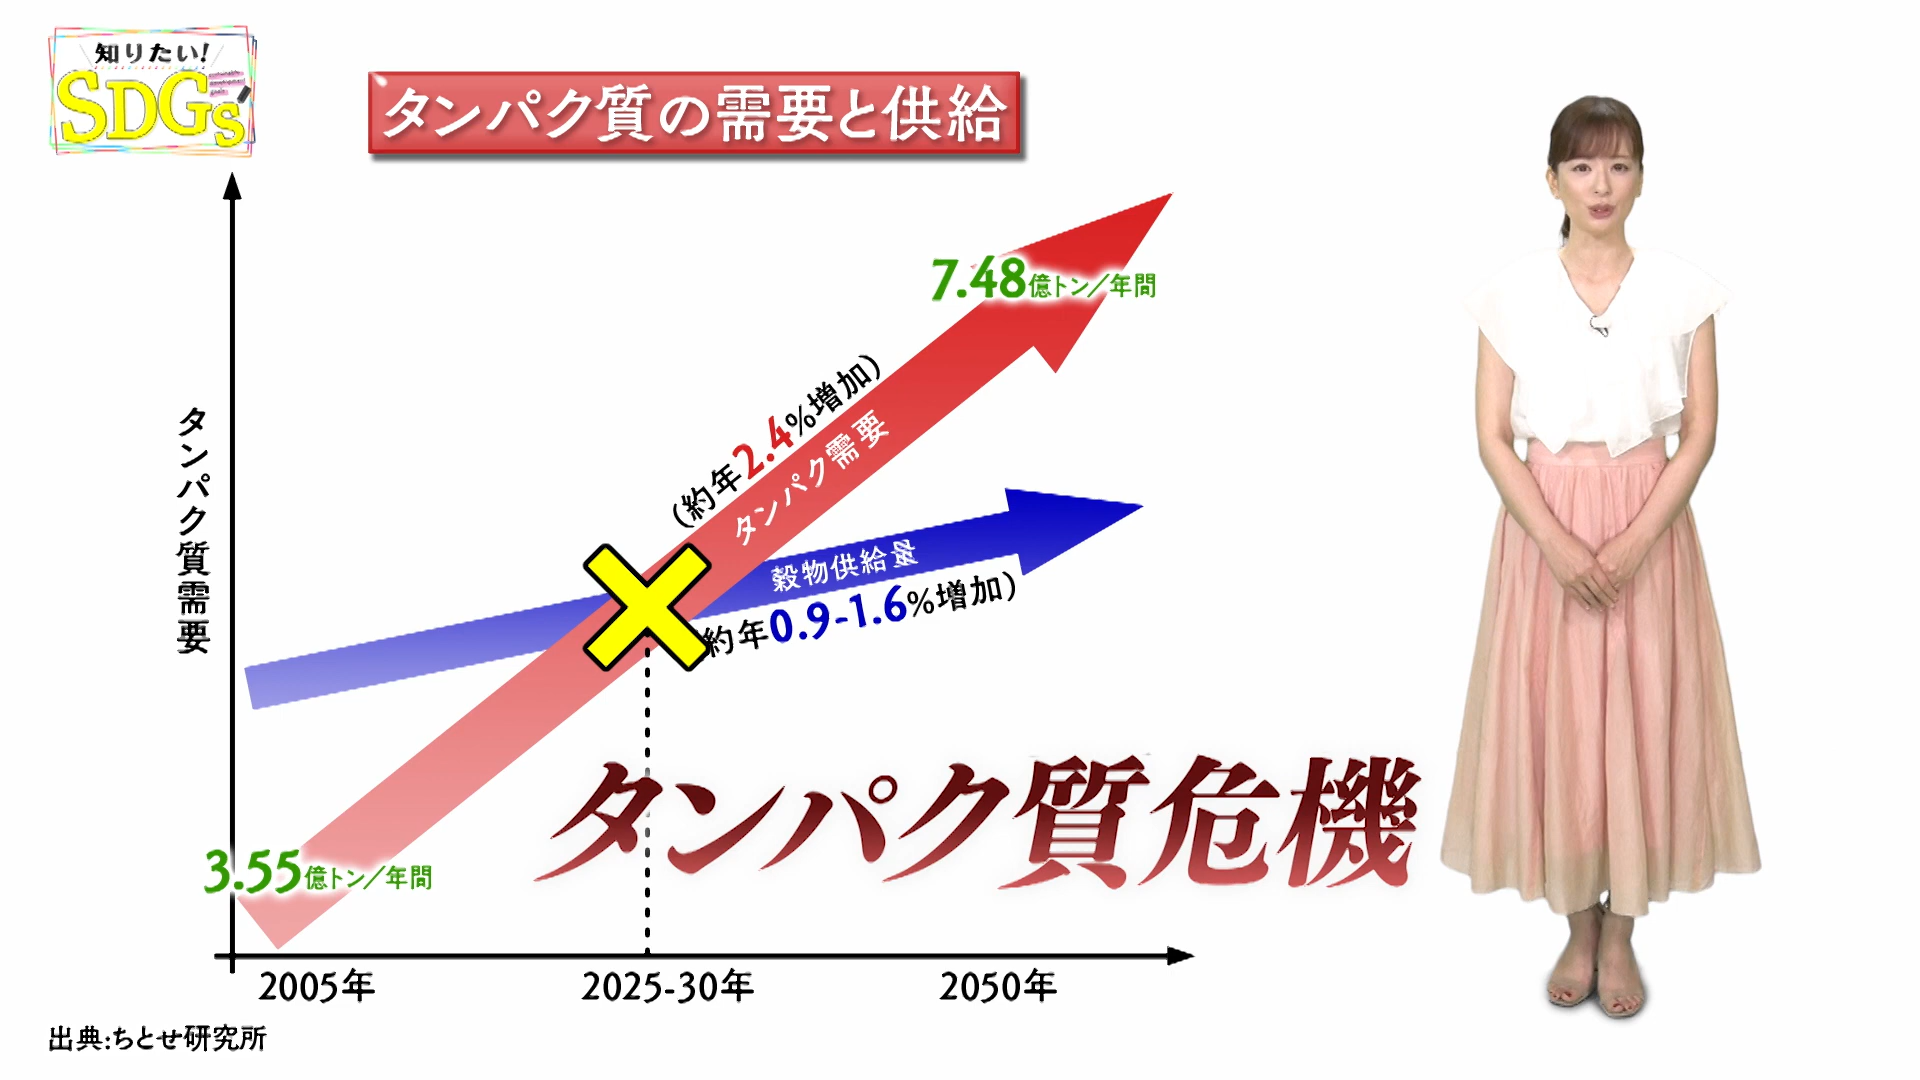 知りたい!
SDGs
タンパク質の需要と供給
7.48億トン/年間
(約年2.4%増加)
タンパク需要
タンパク質需要
穀物供給量
約年0.9-1.6%増加)
タンパク質危機
3.55億トン/年間
2005年
2025-30年
2050年
出典:ちとせ研究所